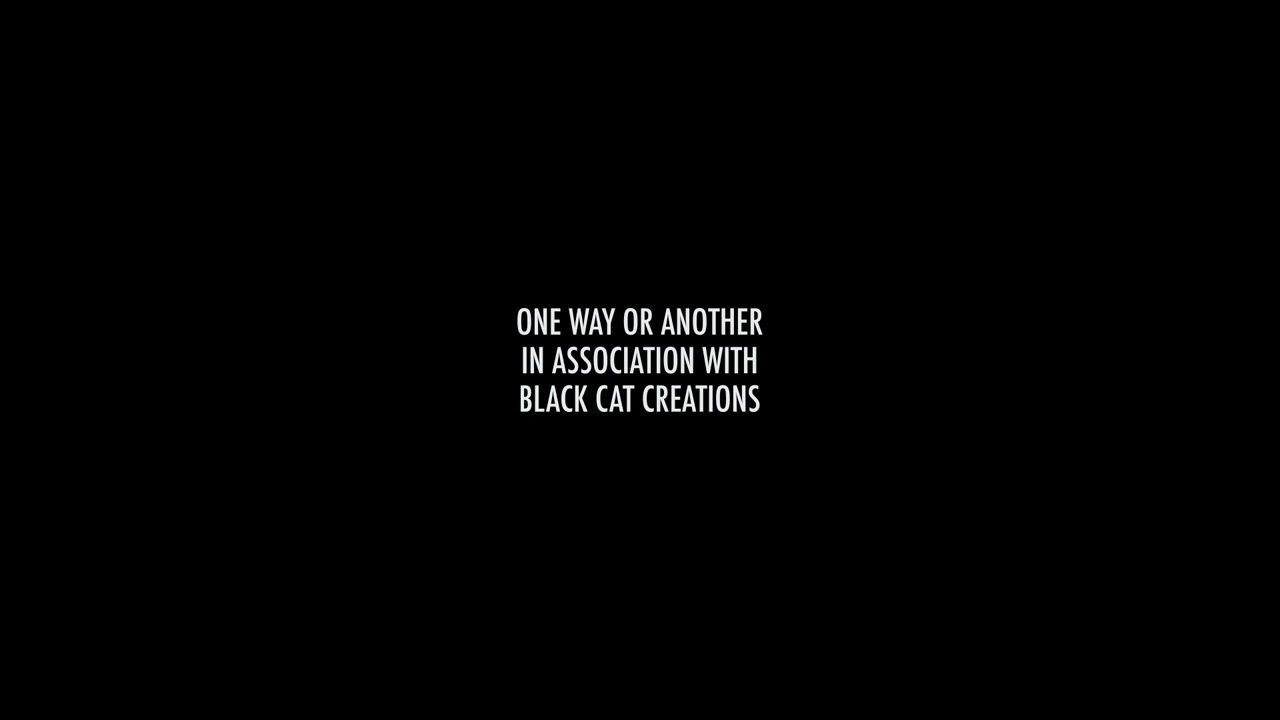 ONE WAY OR ANOTHER
IN ASSOCIATION WITH
BLACK CAT CREATIONS